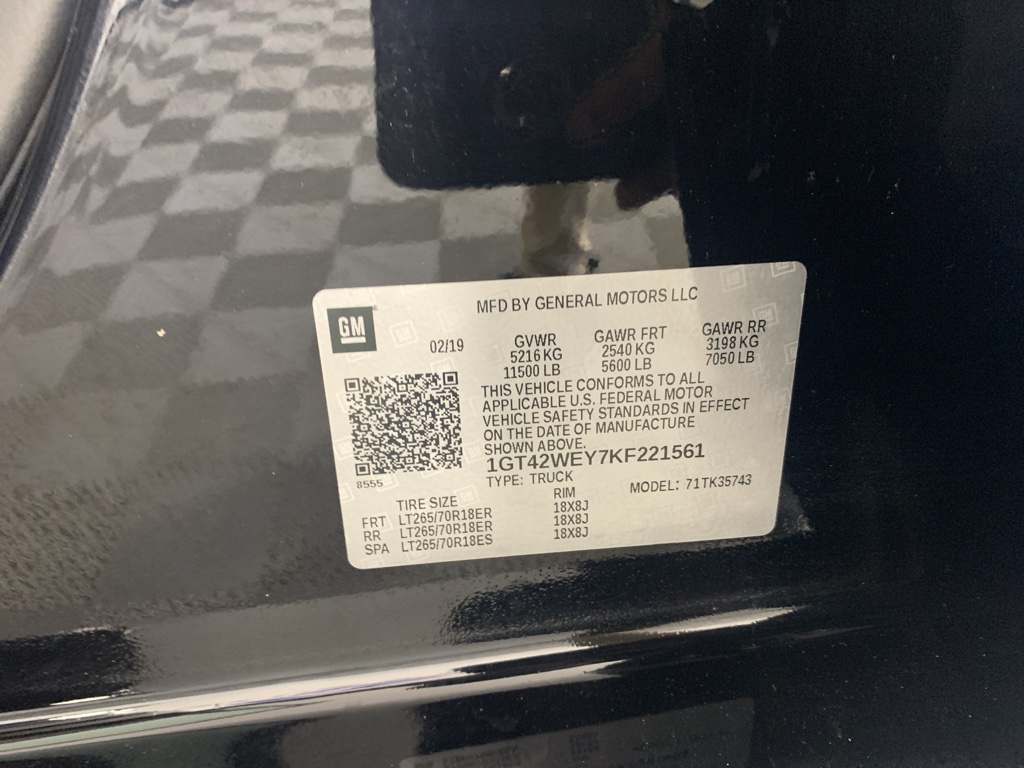 MFD BY GENERAL MOTORS LLC
GM
02/19
GVWR
5216 KG
11500 LB
GAWR FRT
2540 KG
5600 LB
GAWR RR
3198 KG
7050 LB
THIS VEHICLE CONFORMS TO ALL
APPLICABLE U.S. FEDERAL MOTOR
VEHICLE SAFETY STANDARDS IN EFFECT
ON THE DATE OF MANUFACTURE
SHOWN ABOVE.
1GT42WEY7KF221561
8555
TYPE: TRUCK
MODEL: 71TK35743
TIRE SIZE RIM
FRT LT265/70R18ER 18X8J
RR LT265/70R18ER 18X8J
SPA LT265/70R18ES 18X8J